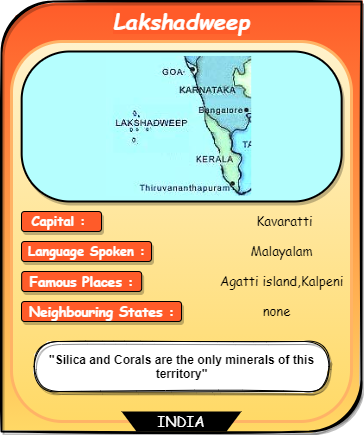 Lakshadweep
GOA
KARNATAKA
Bangalore
LAKSHADWEEP
TA
KERALA
Thiruvananthapuram
Capital : Kavaratti
Language Spoken : Malayalam
Famous Places : Agatti island,Kalpeni
Neighbouring States : none
"Silica and Corals are the only minerals of this
territory"
INDIA